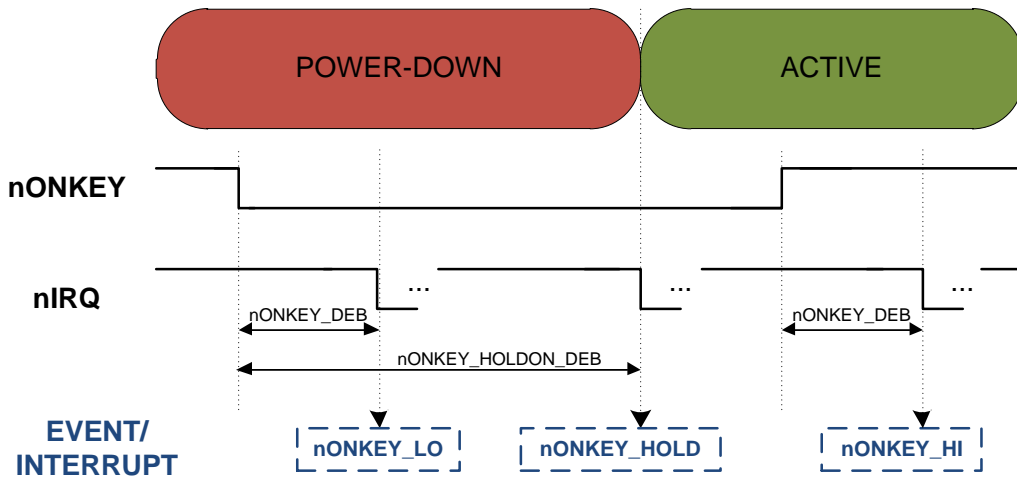 POWER-DOWN
ACTIVE
nONKEY
nIRQ
...
...
...
nONKEY_DEB
nONKEY_DEB
nONKEY_HOLDON_DEB
EVENT/
INTERRUPT
nONKEY_LO
nONKEY_HOLD
nONKEY_HI